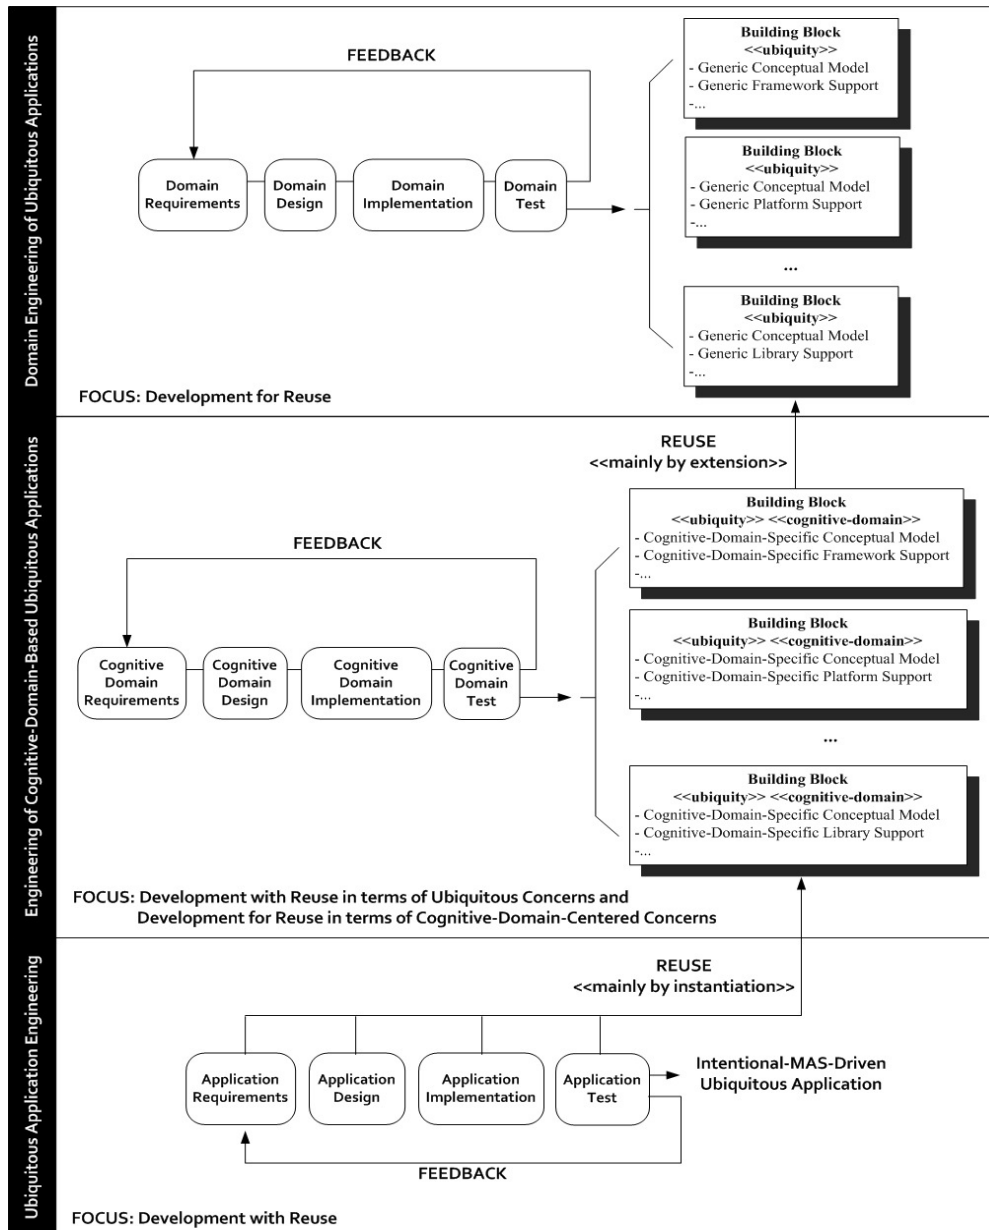 Domain Engineering of Ubiquitous Applications
FEEDBACK
Domain
Requirements
Domain
Design
Domain
Implementation
Domain
Test
Building Block
<<ubiquity>>
- Generic Conceptual Model
- Generic Framework Support
-...
Building Block
<<ubiquity>>
- Generic Conceptual Model
- Generic Platform Support
-...
...
Building Block
<<ubiquity>>
- Generic Conceptual Model
- Generic Library Support
-...
FOCUS: Development for Reuse
Engineering of Cognitive-Domain-Based Ubiquitous Applications
REUSE
<<mainly by extension>>
FEEDBACK
Cognitive
Domain
Requirements
Cognitive
Domain
Design
Cognitive
Domain
Implementation
Cognitive
Domain
Test
Building Block
<<ubiquity>> <<cognitive-domain>>
- Cognitive-Domain-Specific Conceptual Model
- Cognitive-Domain-Specific Framework Support
-...
Building Block
<<ubiquity>> <<cognitive-domain>>
- Cognitive-Domain-Specific Conceptual Model
- Cognitive-Domain-Specific Platform Support
-...
...
Building Block
<<ubiquity>> <<cognitive-domain>>
- Cognitive-Domain-Specific Conceptual Model
- Cognitive-Domain-Specific Library Support
-...
FOCUS: Development with Reuse in terms of Ubiquitous Concerns and
Development for Reuse in terms of Cognitive-Domain-Centered Concerns
Ubiquitous Application Engineering
REUSE
<<mainly by instantiation>>
Application
Requirements
Application
Design
Application
Implementation
Application
Test
Intentional-MAS-Driven
Ubiquitous Application
FEEDBACK
FOCUS: Development with Reuse